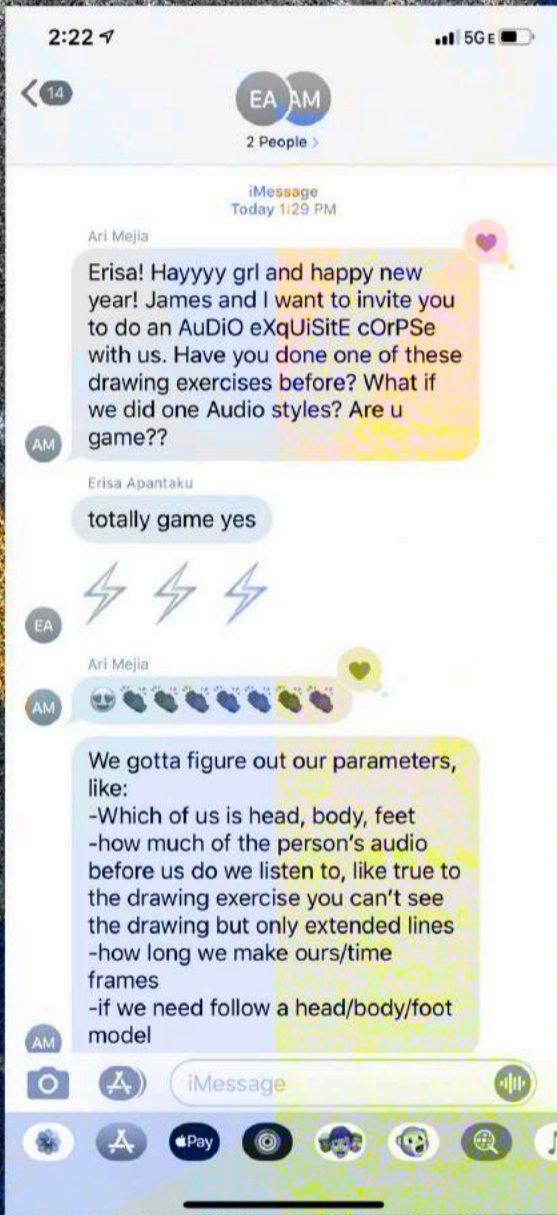 2:22
5GE
14
EA AM
2 People >
iMessage
Today 1:29 PM
Ari Mejia
Erisa! Hayyyy grl and happy new
year! James and I want to invite you
to do an AuDiO eXqUiSitE cOrPSe
with us. Have you done one of these
drawing exercises before? What if
we did one Audio styles? Are u
game??
AM
Erisa Apantaku
totally game yes
EA
Ari Mejia
AM
We gotta figure out our parameters,
like:
-Which of us is head, body, feet
-how much of the person’s audio
before us do we listen to, like true to
the drawing exercise you can’t see
the drawing but only extended lines
-how long we make ours/time
frames
-if we need follow a head/body/foot
model
AM
iMessage
Pay